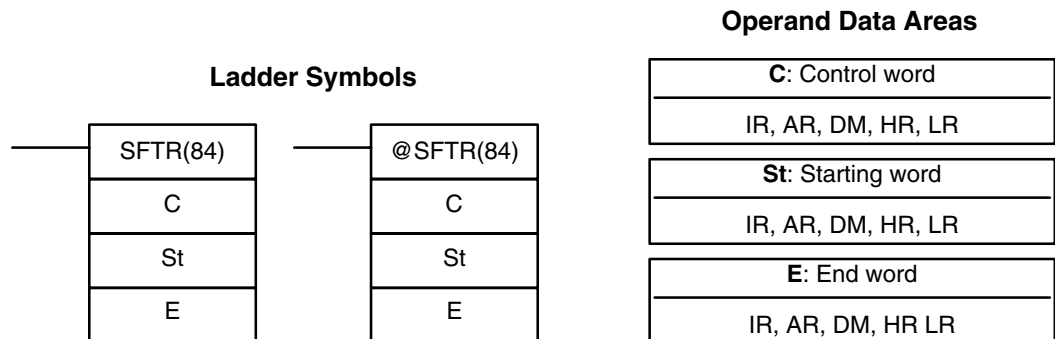 Ladder Symbols
SFTR(84)
C
St
E
@SFTR(84)
C
St
E
Operand Data Areas
C: Control word
IR, AR, DM, HR, LR
St: Starting word
IR, AR, DM, HR, LR
E: End word
IR, AR, DM, HR LR